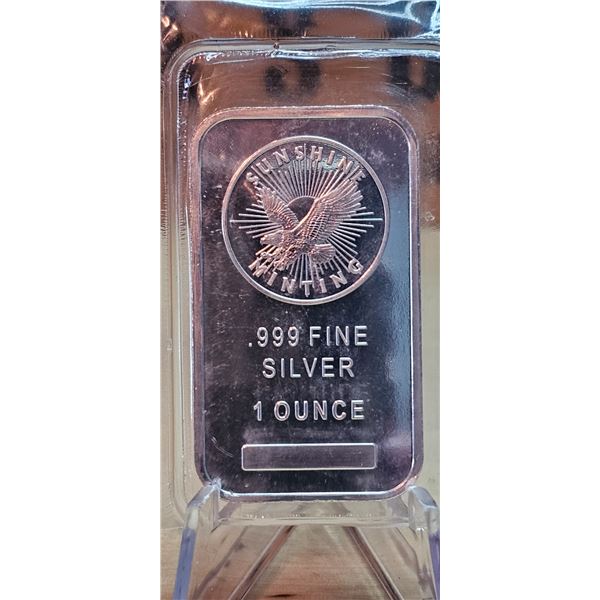 SUNSHINE
MINTING
.999 FINE
SILVER
1 OUNCE